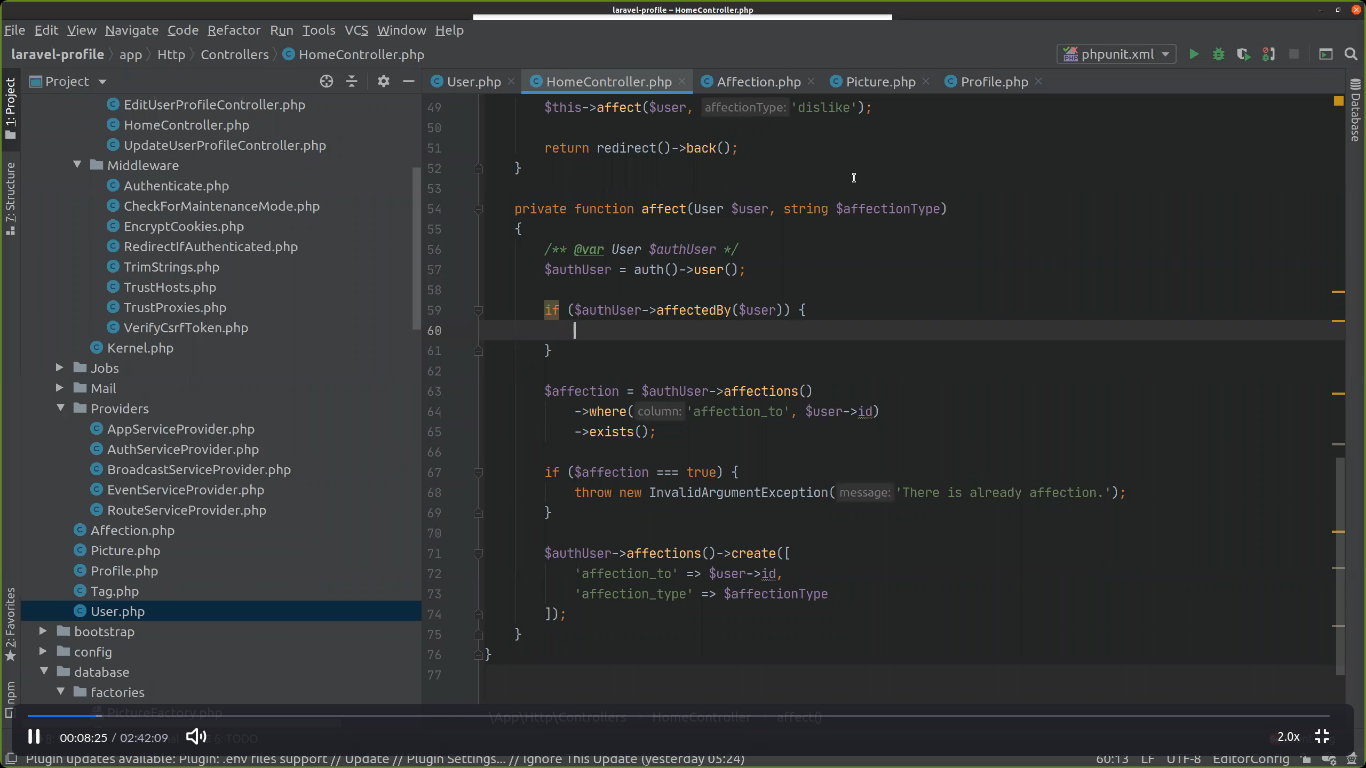 laravel-profile – HomeController.php
File Edit View Navigate Code Refactor Run Tools VCS Window Help
laravel-profile app Http Controllers HomeController.php phpunit.xml
1: Project
7: Structure
2: Favorites
npm
Database
Project
EditUserProfileController.php
HomeController.php
UpdateUserProfileController.php
Middleware
Authenticate.php
CheckForMaintenanceMode.php
EncryptCookies.php
RedirectIfAuthenticated.php
TrimStrings.php
TrustHosts.php
TrustProxies.php
VerifyCsrfToken.php
Kernel.php
Jobs
Mail
Providers
AppServiceProvider.php
AuthServiceProvider.php
BroadcastServiceProvider.php
EventServiceProvider.php
RouteServiceProvider.php
Affection.php
Picture.php
Profile.php
Tag.php
User.php
bootstrap
config
database
factories
PictureFactory.php
User.php HomeController.php Affection.php Picture.php Profile.php
49 $this->affect($user, affectionType: 'dislike');
50
51 return redirect()->back();
52 }
53
54 private function affect(User $user, string $affectionType)
55 {
56 /** @var User $authUser */
57 $authUser = auth()->user();
58
59 if ($authUser->affectedBy($user)) {
60
61 }
62
63 $affection = $authUser->affections()
64 ->where( column: 'affection_to', $user->id)
65 ->exists();
66
67 if ($affection === true) {
68 throw new InvalidArgumentException( message: 'There is already affection.');
69 }
70
71 $authUser->affections()->create([
72 'affection_to' => $user->id,
73 'affection_type' => $affectionType
74 ]);
75 }
76 }
77
\App\Http\Controllers HomeController affect()
00:08:25 / 02:42:09 2.0x
6: TODO
Plugin updates available: Plugin: .env files support // Update // Plugin Settings... // Ignore This Update (yesterday 05:24) 60:13 LF UTF-8 EditorConfig